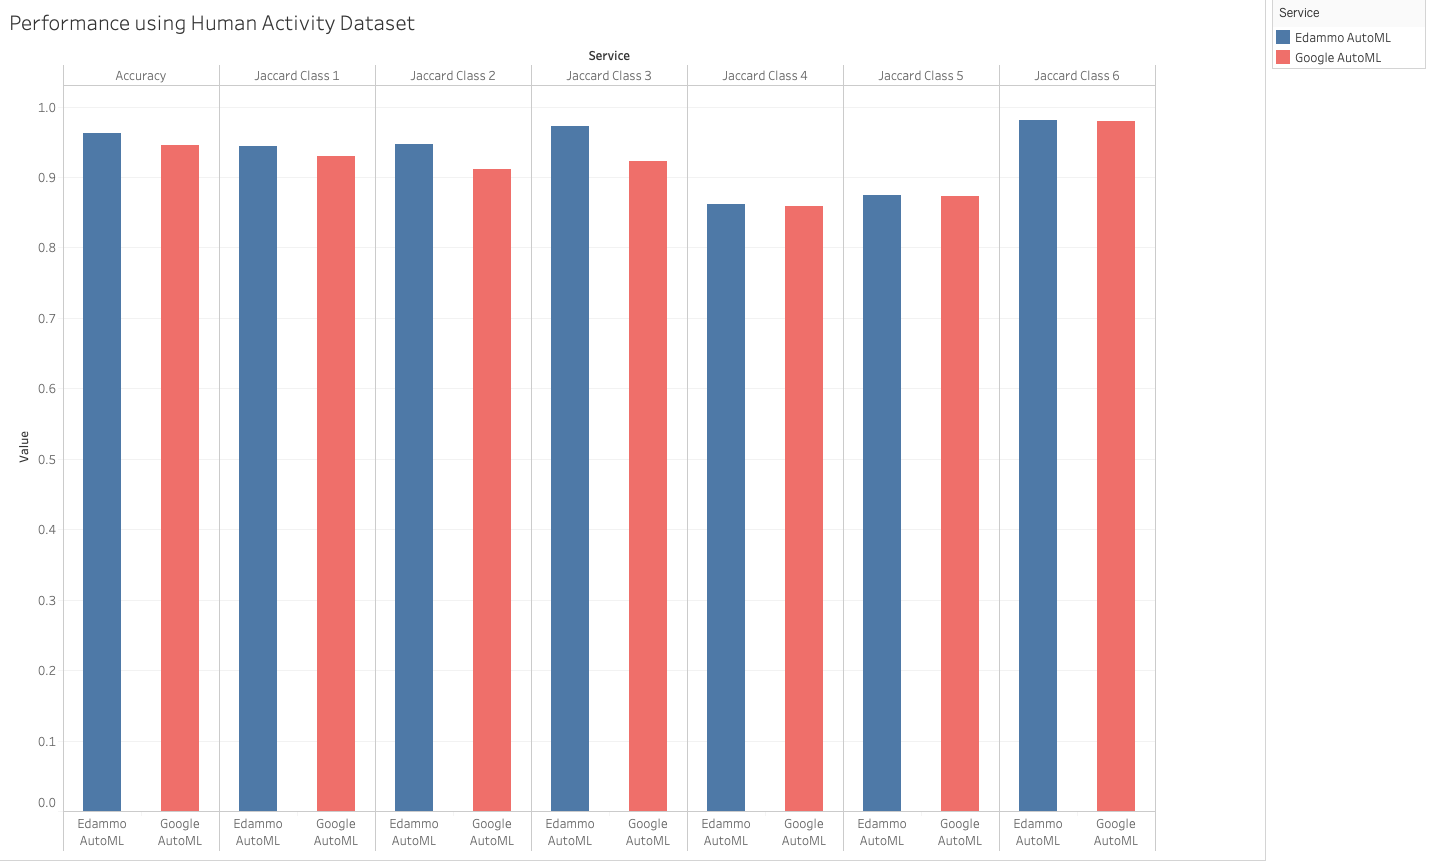 Performance using Human Activity Dataset
Service
Accuracy
Jaccard Class 1
Jaccard Class 2
Jaccard Class 3
Jaccard Class 4
Jaccard Class 5
Jaccard Class 6
1.0
0.9
0.8
0.7
0.6
0.5
0.4
0.3
0.2
0.1
0.0
Value
Edammo
AutoML
Google
AutoML
Edammo
AutoML
Google
AutoML
Edammo
AutoML
Google
AutoML
Edammo
AutoML
Google
AutoML
Edammo
AutoML
Google
AutoML
Edammo
AutoML
Google
AutoML
Edammo
AutoML
Google
AutoML
Service
Edammo AutoML
Google AutoML